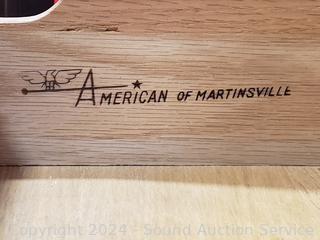 AMERICAN OF MARTINSVILLE
Copyright 2024 - Sound Auction Service